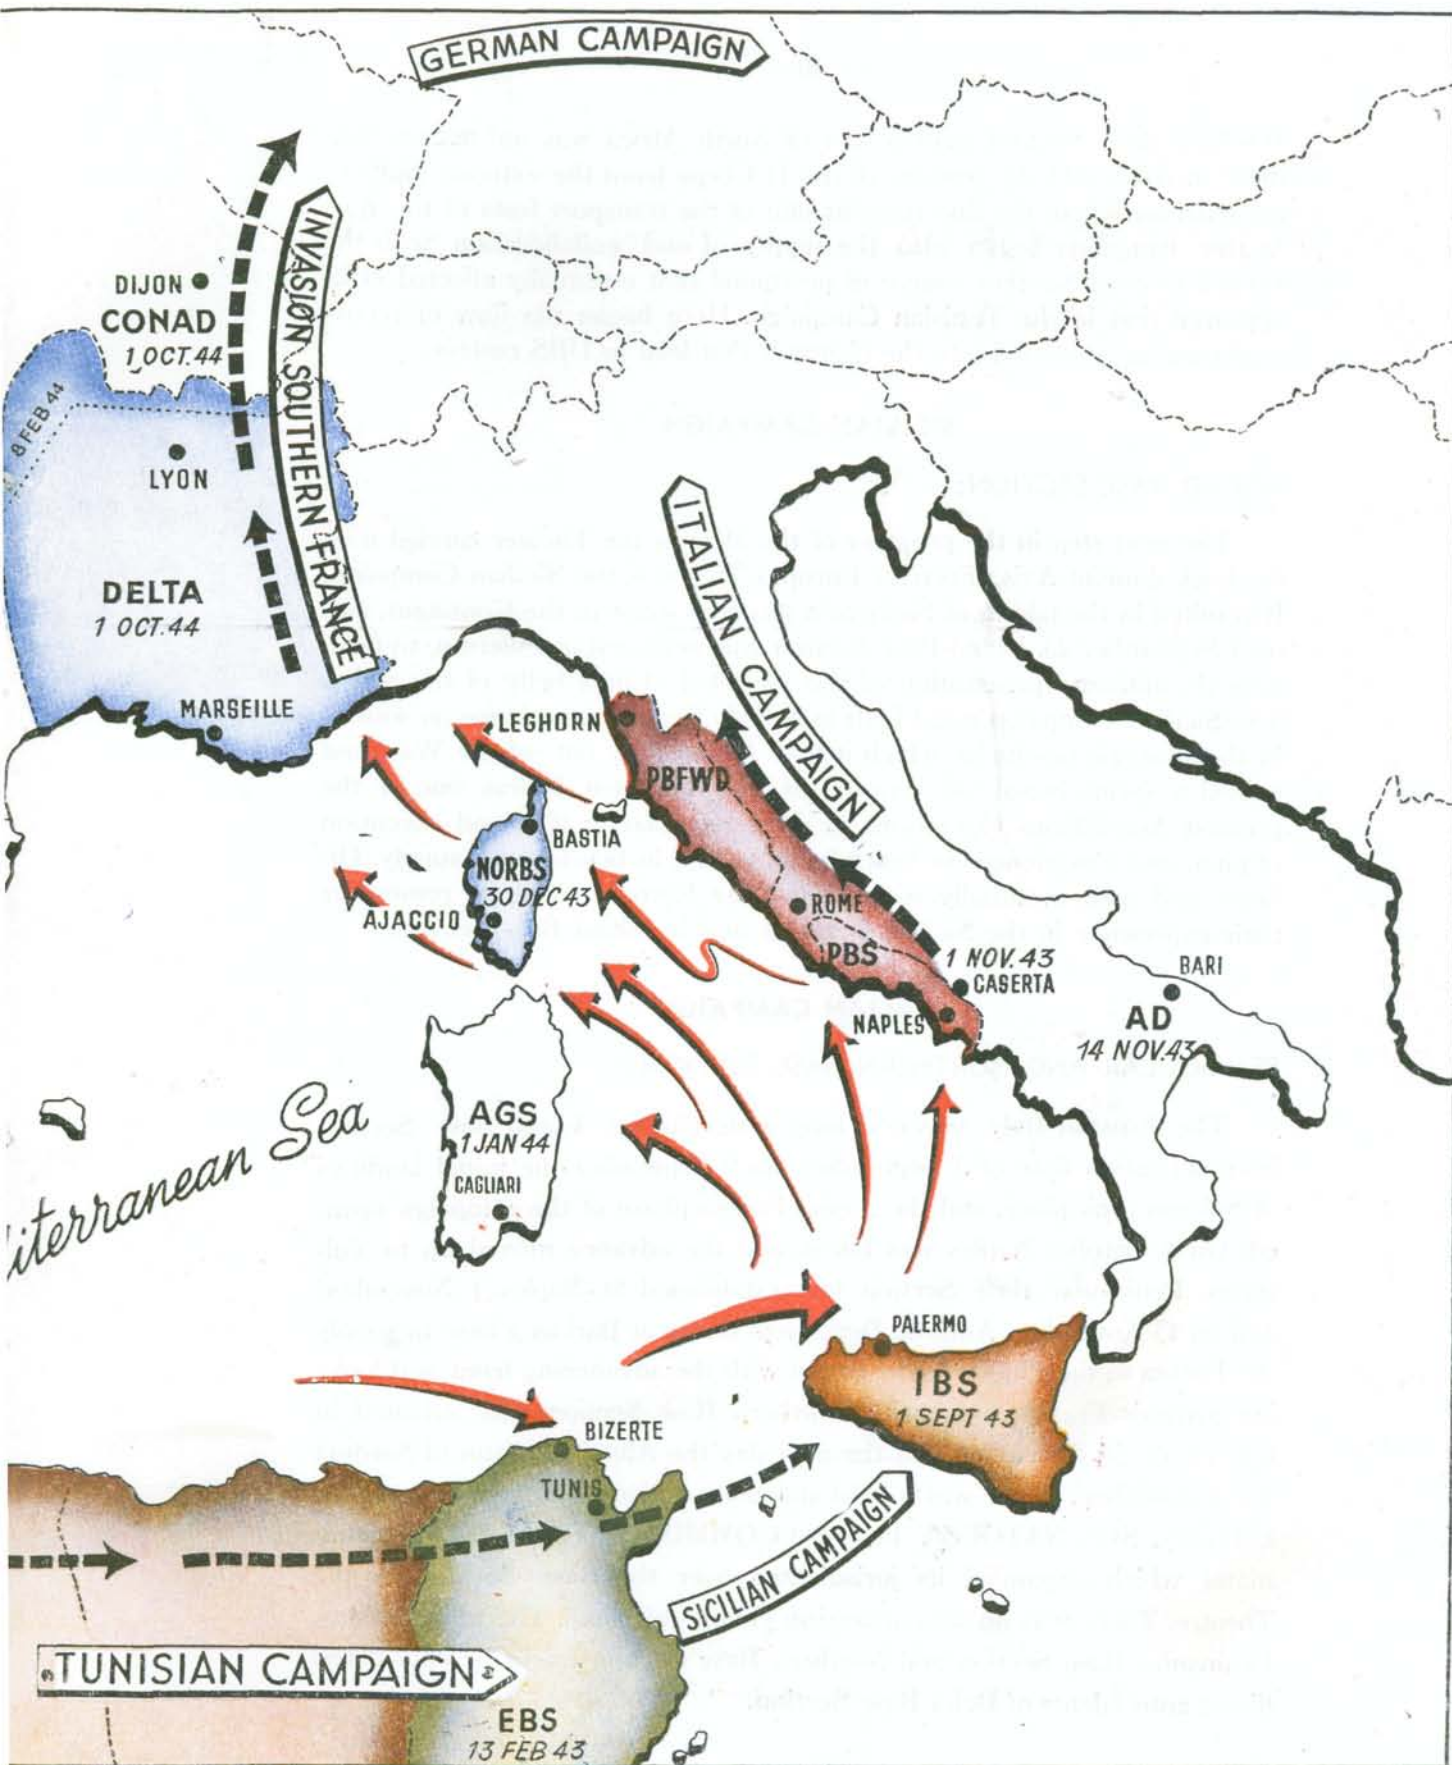 GERMAN CAMPAIGN
INVASION SOUTHERN FRANCE
DIJON
CONAD
1 OCT. 44
8 FEB 44
LYON
DELTA
1 OCT. 44
MARSEILLE
ITALIAN CAMPAIGN
LEGHORN
PBFWD
BASTIA
NORBS
30 DEC 43
AJACCIO
ROME
PBS
1 NOV. 43
CASERTA
NAPLES
BARI
AD
14 NOV. 43
iterranean Sea
AGS
1 JAN 44
CAGLIARI
PALERMO
IBS
1 SEPT 43
BIZERTE
TUNIS
SICILIAN CAMPAIGN
TUNISIAN CAMPAIGN
EBS
13 FEB 43